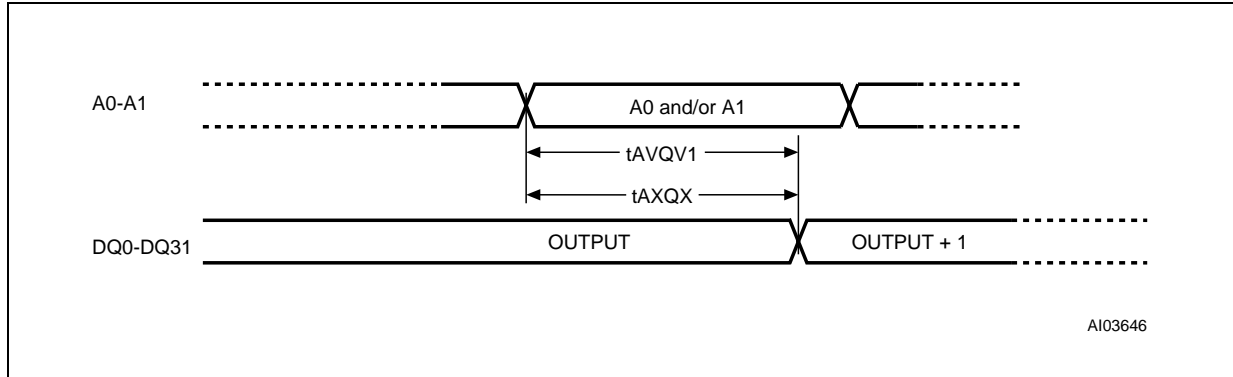 A0-A1
A0 and/or A1
tAVQV1
tAXQX
DQ0-DQ31
OUTPUT
OUTPUT + 1
AI03646